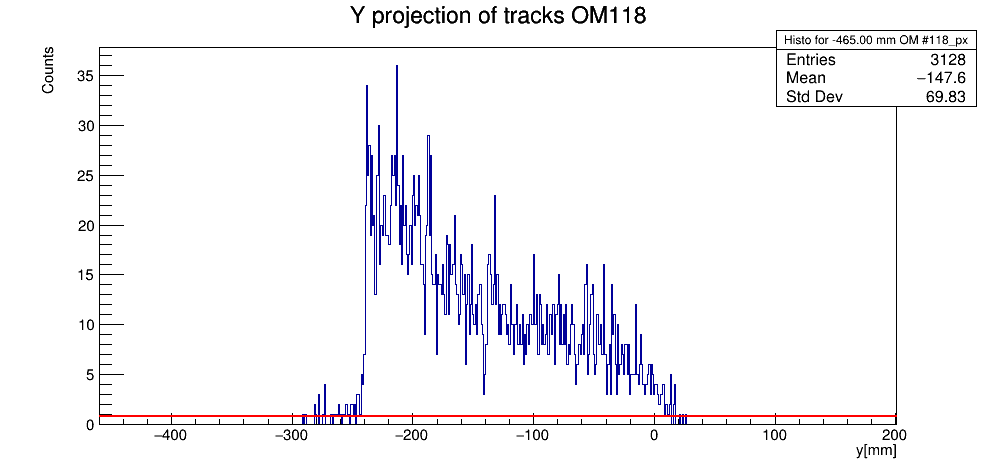 Y projection of tracks OM118
Histo for -465.00 mm OM #118_px
Entries 3128
Mean −147.6
Std Dev 69.83
Counts
35
30
25
20
15
10
5
0
−400 −300 −200 −100 0 100 200
y[mm]